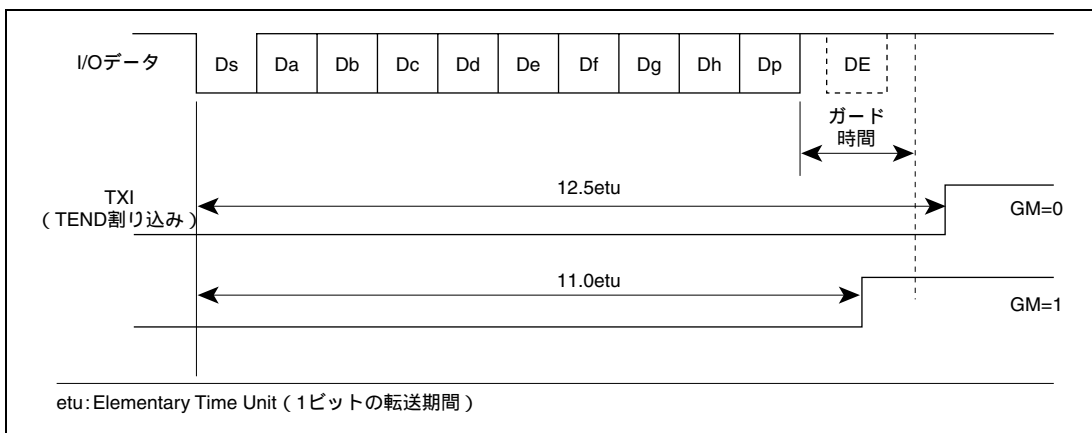 I/Oデータ Ds Da Db Dc Dd De Df Dg Dh Dp DE
ガード
時間
TXI
(TEND割り込み)
12.5etu
GM=0
11.0etu
GM=1
etu:Elementary Time Unit(1ビットの転送期間)